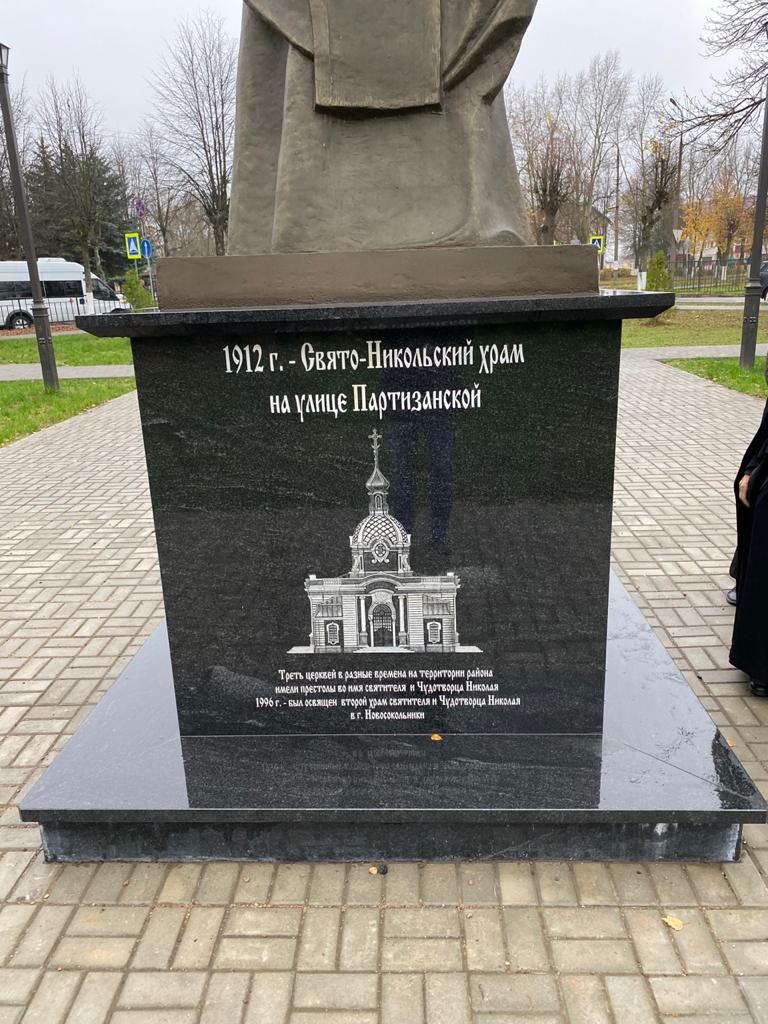 1912 г. - Свято-Никольский храм
на улице Партизанской
Треть церквей в разные времена на территории района
имели престолы во имя святителя и Чудотворца Николая
1996 г. - был освящен второй храм святителя и Чудотворца Николая
в г. Новосокольники